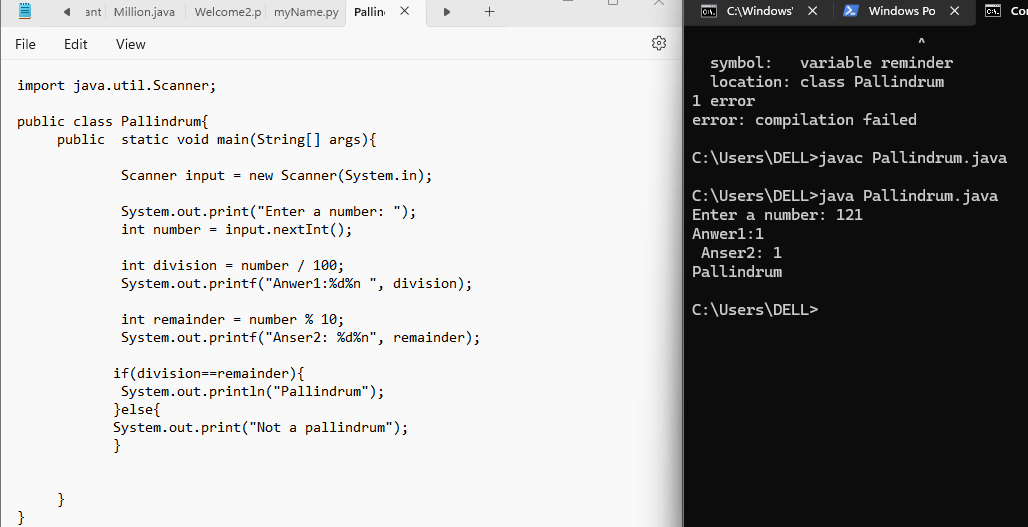 ant Million.java Welcome2.p myName.py Pallin
File Edit View
import java.util.Scanner;
public class Pallindrum{
public static void main(String[] args){
Scanner input = new Scanner(System.in);
System.out.print("Enter a number: ");
int number = input.nextInt();
int division = number / 100;
System.out.printf("Anwer1:%d%n ", division);
int remainder = number % 10;
System.out.printf("Anser2: %d%n", remainder);
if(division==remainder){
System.out.println("Pallindrum");
}else{
System.out.print("Not a pallindrum");
}
}
}
C:\Windows' Windows Po Co
^
symbol: variable reminder
location: class Pallindrum
1 error
error: compilation failed
C:\Users\DELL>javac Pallindrum.java
C:\Users\DELL>java Pallindrum.java
Enter a number: 121
Anwer1:1
Anser2: 1
Pallindrum
C:\Users\DELL>